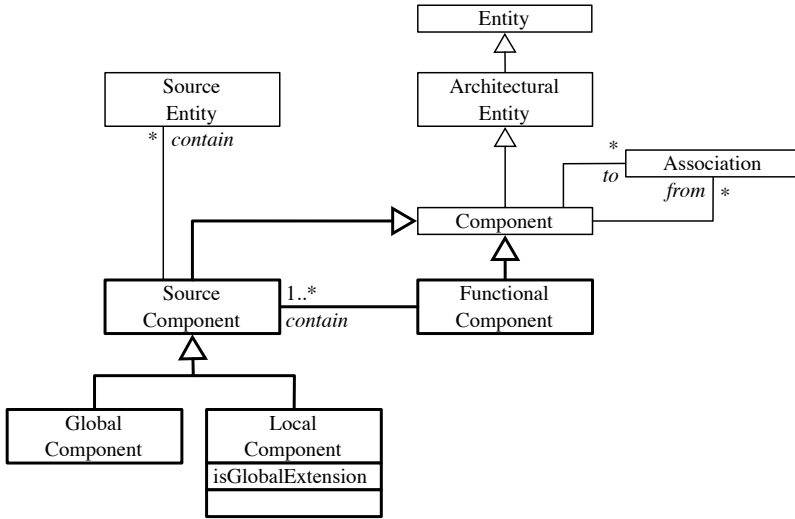 Entity
Source
Entity
Architectural
Entity
* contain
*
to
Association
from *
Component
Source
Component
1..*
contain
Functional
Component
Global
Component
Local
Component
isGlobalExtension